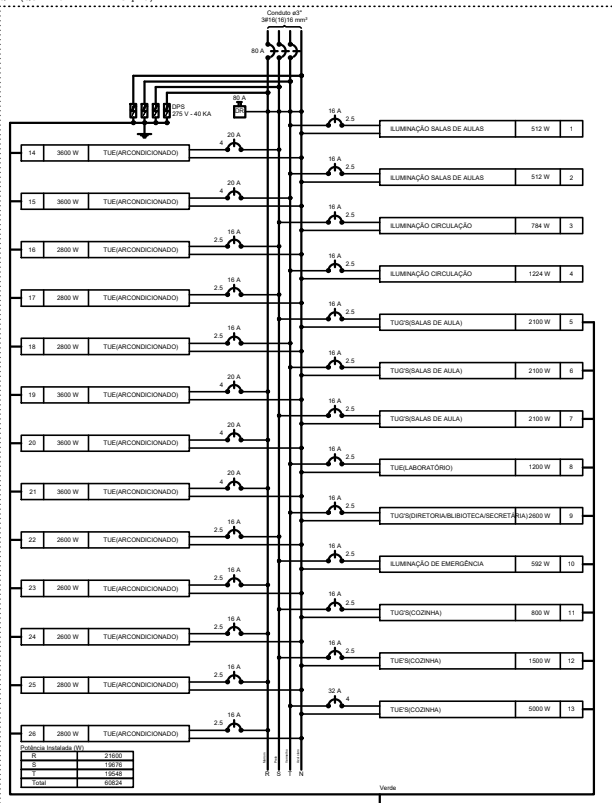 Conduto ø3"
3#16(16)16 mm²
80 A
80 A
DR
DPS
275 V - 40 KA
16 A
2.5
ILUMINAÇÃO SALAS DE AULAS 512 W 1
16 A
2.5
ILUMINAÇÃO SALAS DE AULAS 512 W 2
16 A
2.5
ILUMINAÇÃO CIRCULAÇÃO 784 W 3
16 A
2.5
ILUMINAÇÃO CIRCULAÇÃO 1224 W 4
16 A
2.5
TUG'S(SALAS DE AULA) 2100 W 5
16 A
2.5
TUG'S(SALAS DE AULA) 2100 W 6
16 A
2.5
TUG'S(SALAS DE AULA) 2100 W 7
16 A
2.5
TUE(LABORATÓRIO) 1200 W 8
16 A
2.5
TUG'S(DIRETORIA/BLIBIOTECA/SECRETÁRIA) 2600 W 9
16 A
2.5
ILUMINAÇÃO DE EMERGÊNCIA 592 W 10
16 A
2.5
TUG'S(COZINHA) 800 W 11
16 A
2.5
TUE'S(COZINHA) 1500 W 12
32 A
4
TUE'S(COZINHA) 5000 W 13
20 A
4
14 3600 W TUE(ARCONDICIONADO)
20 A
4
15 3600 W TUE(ARCONDICIONADO)
16 A
2.5
16 2800 W TUE(ARCONDICIONADO)
16 A
2.5
17 2800 W TUE(ARCONDICIONADO)
16 A
2.5
18 2800 W TUE(ARCONDICIONADO)
20 A
4
19 3600 W TUE(ARCONDICIONADO)
20 A
4
20 3600 W TUE(ARCONDICIONADO)
20 A
4
21 3600 W TUE(ARCONDICIONADO)
16 A
2.5
22 2600 W TUE(ARCONDICIONADO)
16 A
2.5
23 2600 W TUE(ARCONDICIONADO)
16 A
2.5
24 2600 W TUE(ARCONDICIONADO)
16 A
2.5
25 2800 W TUE(ARCONDICIONADO)
16 A
2.5
26 2800 W TUE(ARCONDICIONADO)
Potência Instalada (W)
R 21600
S 19676
T 19548
Total 60824
R S T N
Verde